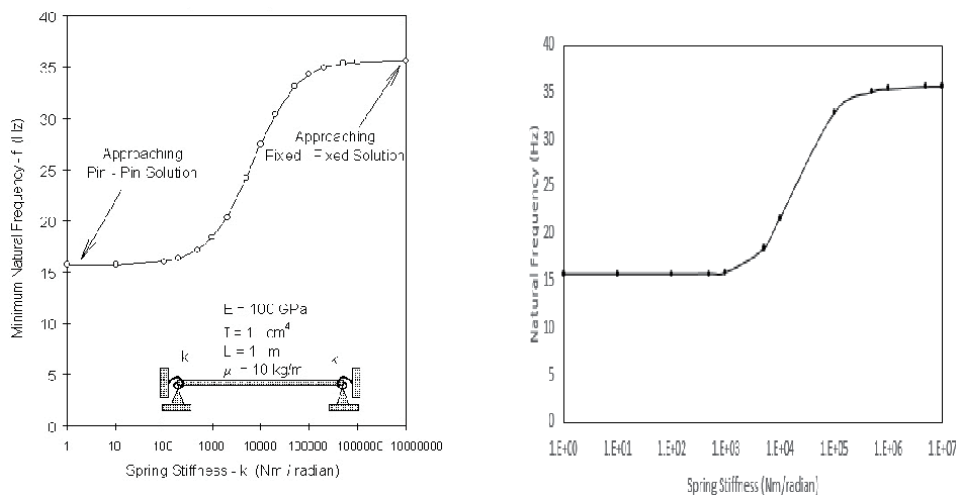 40
35
30
25
20
15
10
5
0
Minimum Natural Frequency - f (Hz)
Approaching
Pin - Pin Solution
Approaching
Fixed - Fixed Solution
E = 100 GPa
I = 1 cm⁴
L = 1 m
μ = 10 kg/m
k
1 10 100 1000 10000 100000 1000000 10000000
Spring Stiffness - k (Nm / radian)
40
35
30
25
20
15
10
5
0
Natural Frequency (Hz)
1.E+00 1.E+01 1.E+02 1.E+03 1.E+04 1.E+05 1.E+06 1.E+07
Spring Stiffness (Nm/radian)